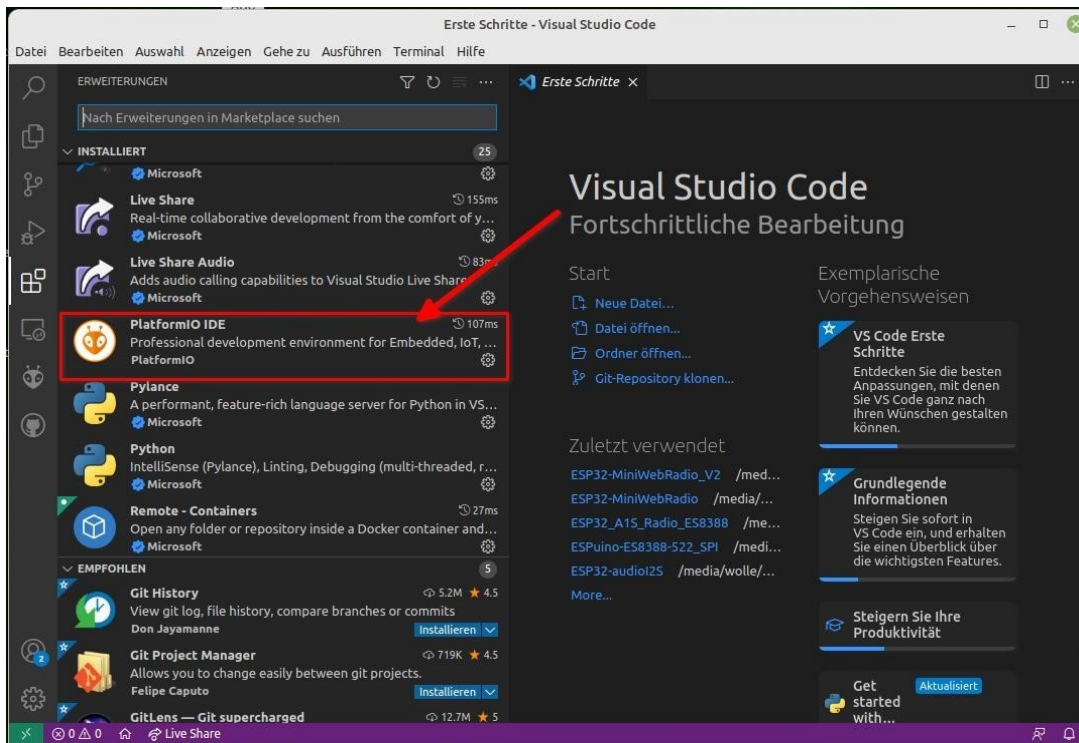 Erste Schritte - Visual Studio Code
Datei Bearbeiten Auswahl Anzeigen Gehe zu Ausführen Terminal Hilfe
ERWEITERUNGEN
Nach Erweiterungen in Marketplace suchen
INSTALLIERT 25
Microsoft
Live Share 155ms
Real-time collaborative development from the comfort of y...
Microsoft
Live Share Audio 83ms
Adds audio calling capabilities to Visual Studio Live Share
Microsoft
PlatformIO IDE 107ms
Professional development environment for Embedded, IoT, ...
PlatformIO
Pylance
A performant, feature-rich language server for Python in VS...
Microsoft
Python
IntelliSense (Pylance), Linting, Debugging (multi-threaded, r...
Microsoft
Remote - Containers 27ms
Open any folder or repository inside a Docker container and...
Microsoft
EMPFOHLEN 5
Git History 5.2M 4.5
View git log, file history, compare branches or commits
Don Jayamanne Installieren
Git Project Manager 719K 4.5
Allows you to change easily between git projects.
Felipe Caputo Installieren
GitLens — Git supercharged 12.7M 5
2
0 0 Live Share
Erste Schritte
Visual Studio Code
Fortschrittliche Bearbeitung
Start
Neue Datei...
Datei öffnen...
Ordner öffnen...
Git-Repository klonen...
Zuletzt verwendet
ESP32-MiniWebRadio_V2 /med...
ESP32-MiniWebRadio /media/...
ESP32_A1S_Radio_ES8388 /me...
ESPuino-ES8388-522_SPI /medi...
ESP32-audioI2S /media/wolle/...
More...
Exemplarische
Vorgehensweisen
VS Code Erste
Schritte
Entdecken Sie die besten
Anpassungen, mit denen
Sie VS Code ganz nach
Ihren Wünschen gestalten
können.
Grundlegende
Informationen
Steigen Sie sofort in
VS Code ein, und erhalten
Sie einen Überblick über
die wichtigsten Features.
Steigern Sie Ihre
Produktivität
Get Aktualisiert
started
with...